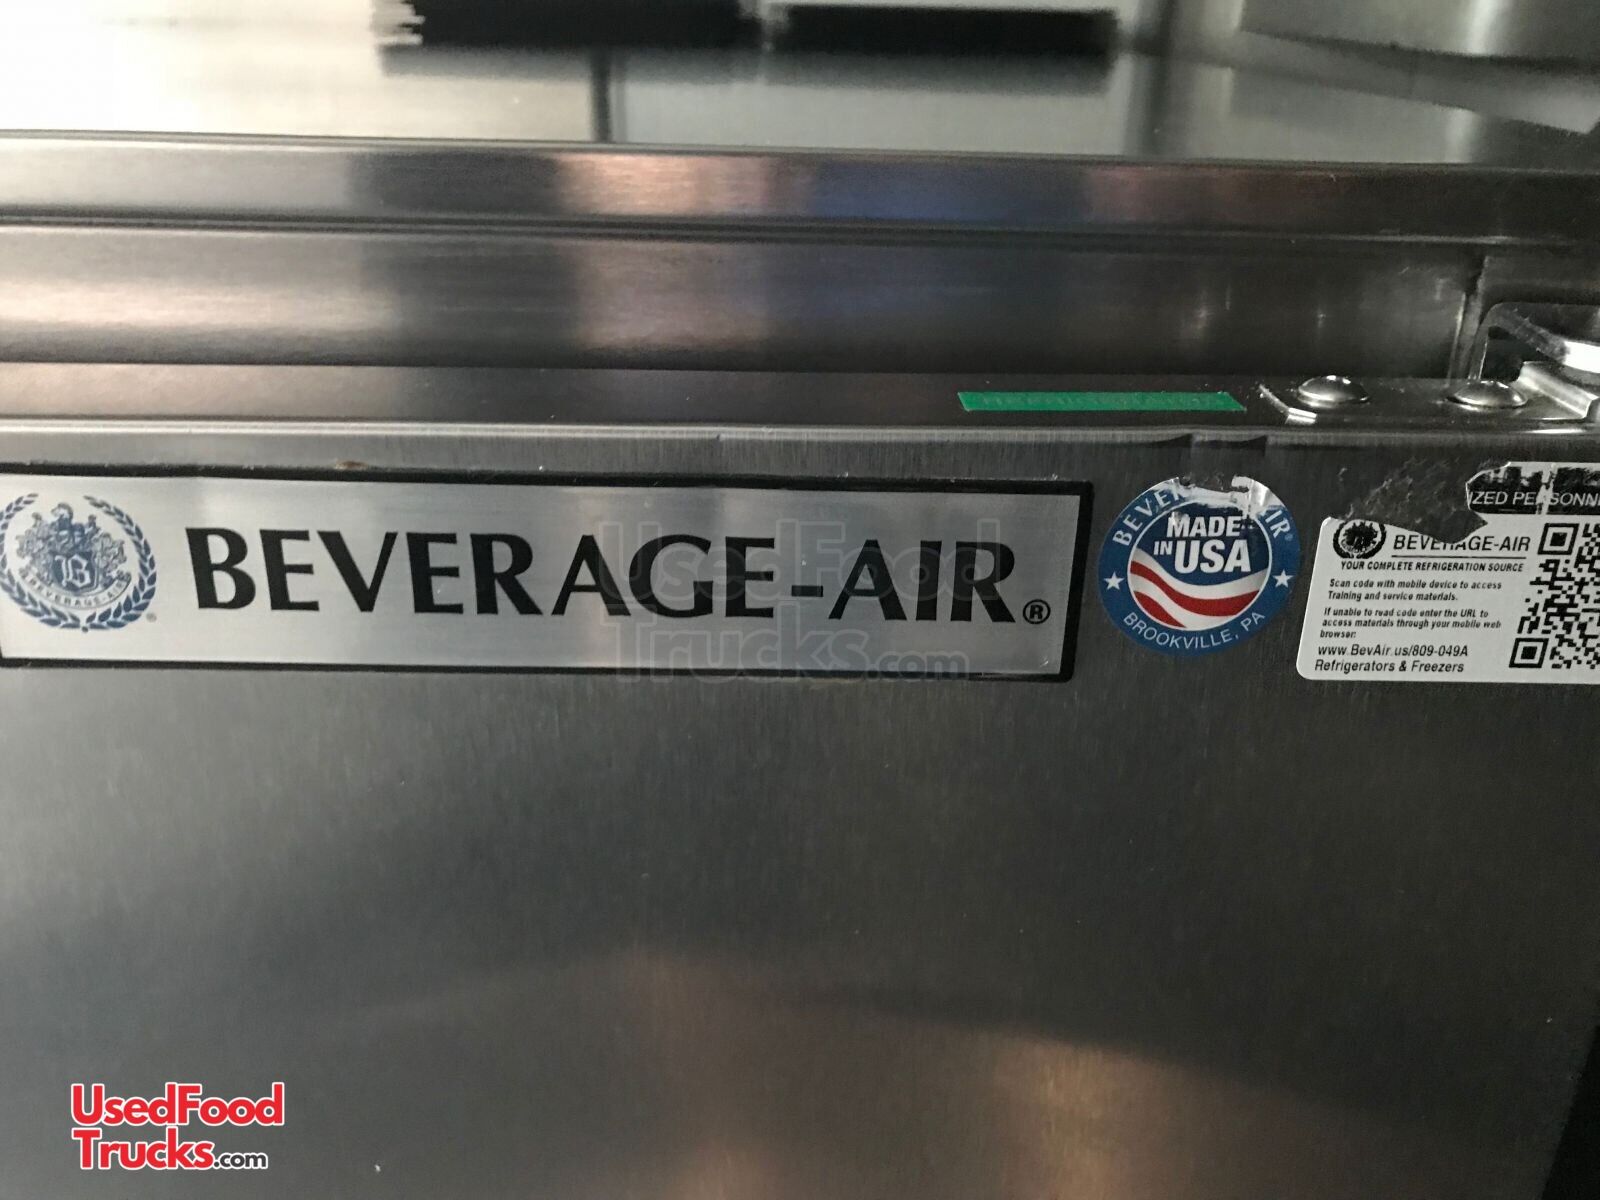 BEVERAGE-AIR®
BEVERAGE-AIR
B
BEVERAGE-AIR®
MADE
IN USA
BROOKVILLE, PA
BEVERAGE-AIR
YOUR COMPLETE REFRIGERATION SOURCE
Scan code with mobile device to access
Training and service materials.
If unable to read code enter the URL to
access materials through your mobile web
browser:
www.BevAir.us/809-049A
Refrigerators & Freezers
UsedFood
Trucks.com
UsedFood
Trucks.com